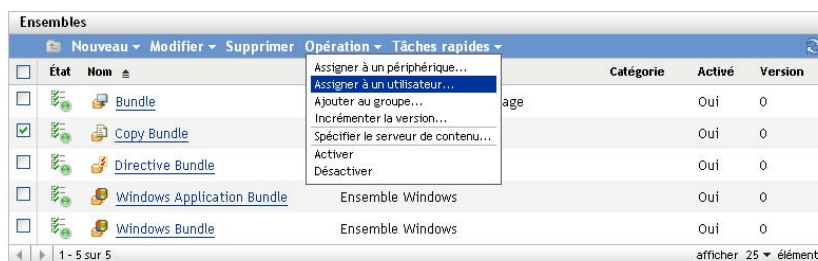 Ensembles
Nouveau Modifier Supprimer Opération Tâches rapides
État Nom Catégorie Activé Version
Assigner à un périphérique...
Assigner à un utilisateur...
Ajouter au groupe...
Incrémenter la version...
Spécifier le serveur de contenu...
Activer
Désactiver
Bundle age Oui 0
Copy Bundle Oui 0
Directive Bundle Oui 0
Windows Application Bundle Ensemble Windows Oui 0
Windows Bundle Ensemble Windows Oui 0
1 - 5 sur 5 afficher 25 élément